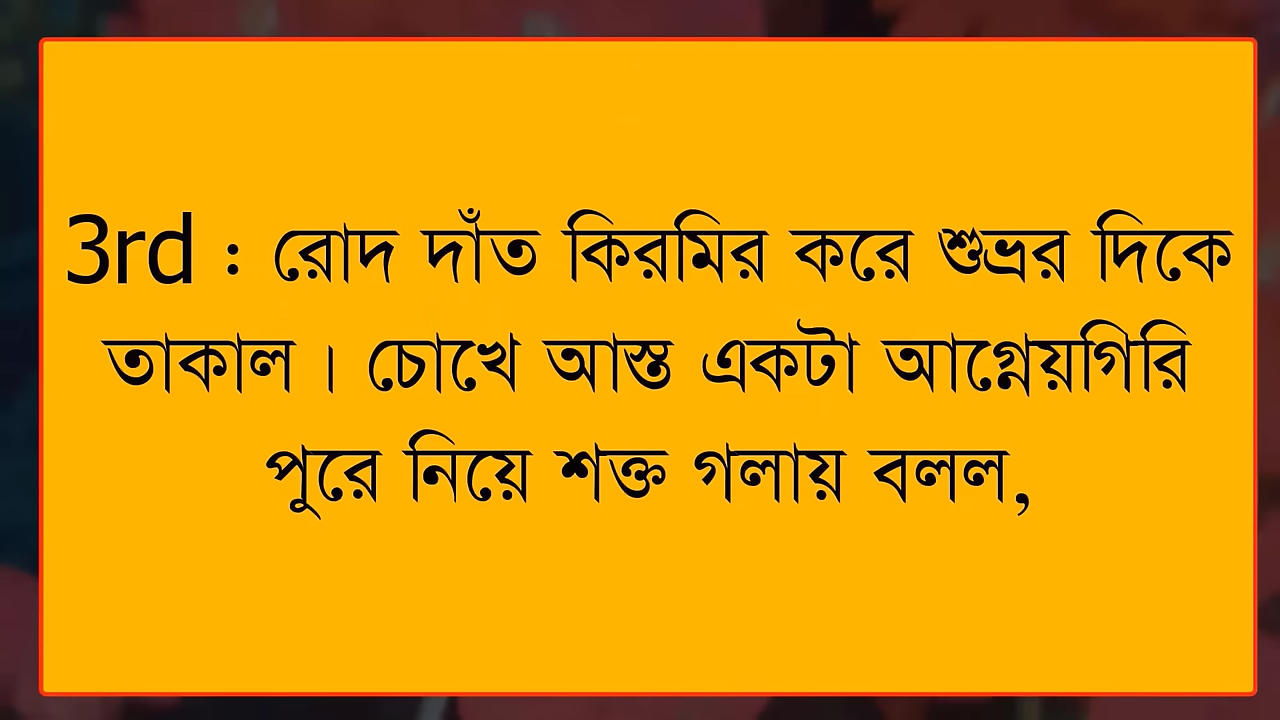 3rd : রোদ দাঁত কিরমির করে শুভ্রর দিকে
তাকাল । চোখে আস্ত একটা আগ্নেয়গিরি
পুরে নিয়ে শক্ত গলায় বলল,